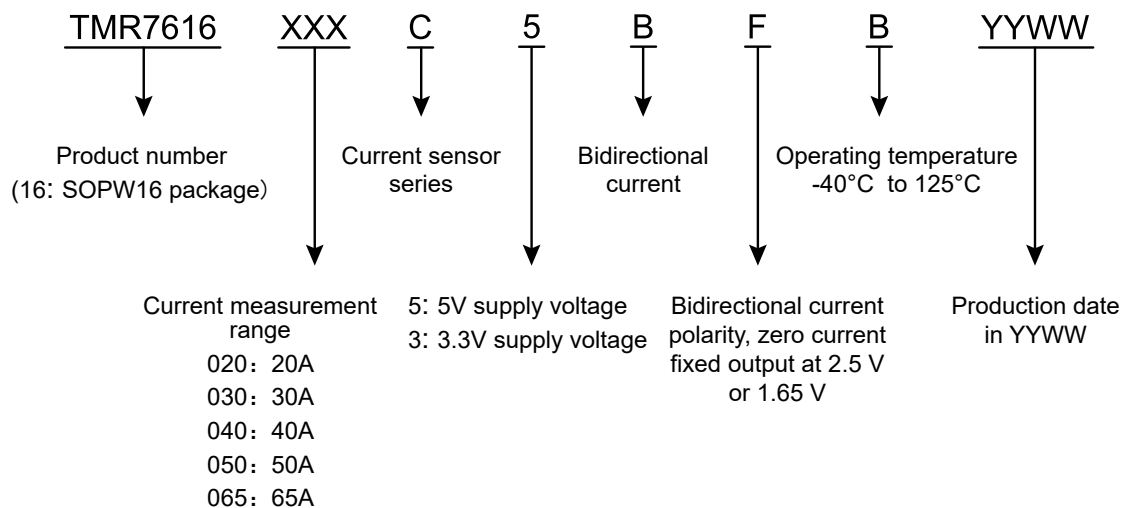 TMR7616 XXX C 5 B F B YYWW
Product number
(16: SOPW16 package)
Current sensor
series
Bidirectional
current
Operating temperature
-40°C to 125°C
Current measurement
range
020: 20A
030: 30A
040: 40A
050: 50A
065: 65A
5: 5V supply voltage
3: 3.3V supply voltage
Bidirectional current
polarity, zero current
fixed output at 2.5 V
or 1.65 V
Production date
in YYWW